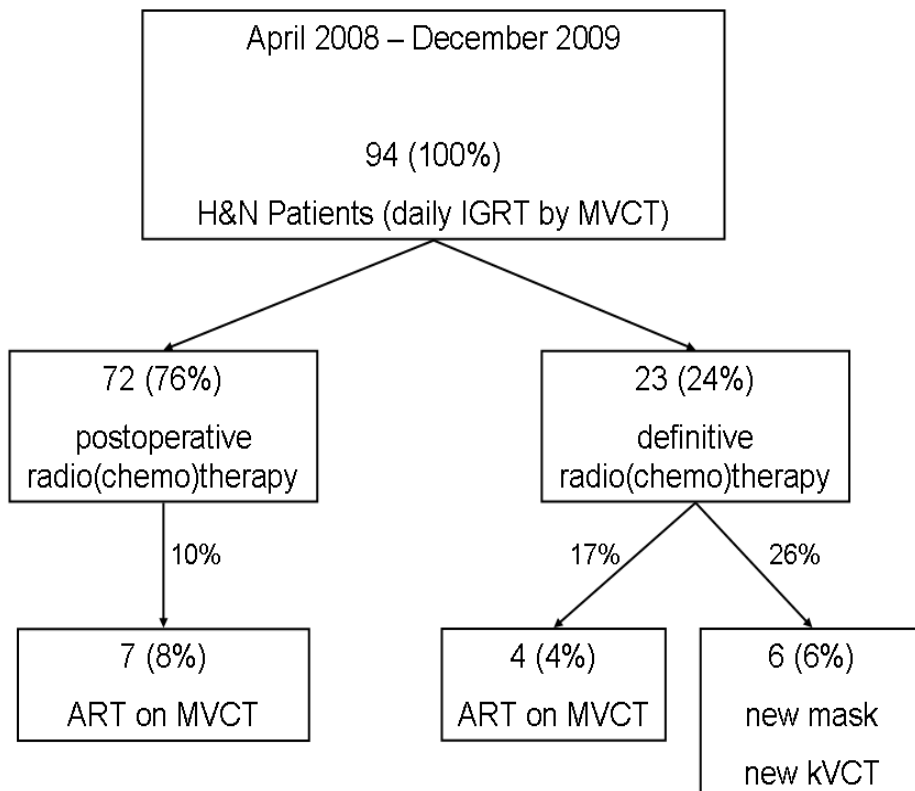 April 2008 – December 2009
94 (100%)
H&N Patients (daily IGRT by MVCT)
72 (76%)
postoperative
radio(chemo)therapy
23 (24%)
definitive
radio(chemo)therapy
10%
17%
26%
7 (8%)
ART on MVCT
4 (4%)
ART on MVCT
6 (6%)
new mask
new kVCT